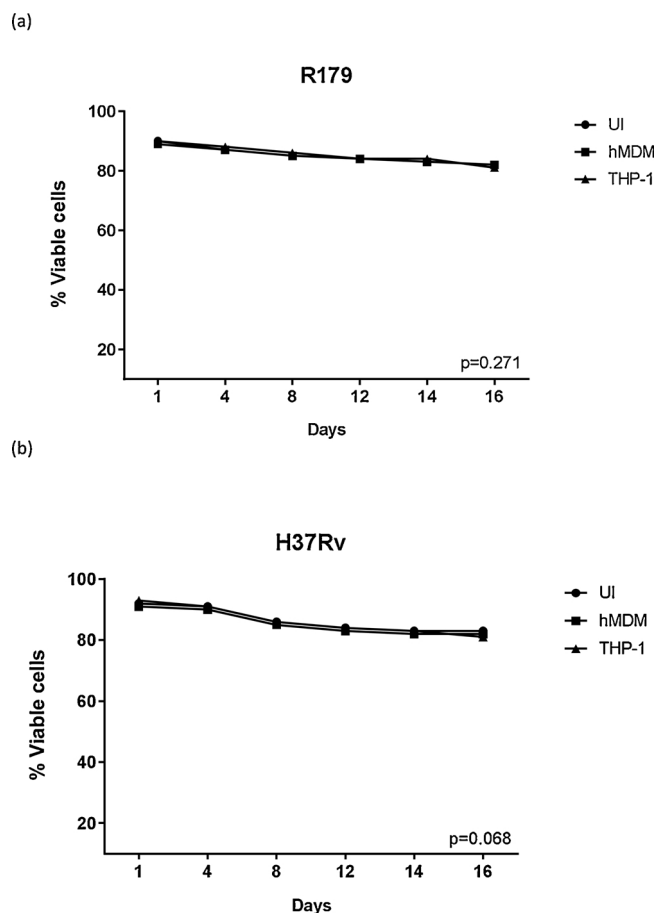 (a)
R179
% Viable cells
100
80
60
40
20
UI
hMDM
THP-1
p=0.271
1 4 8 12 14 16
Days
(b)
H37Rv
% Viable cells
100
80
60
40
20
UI
hMDM
THP-1
p=0.068
1 4 8 12 14 16
Days